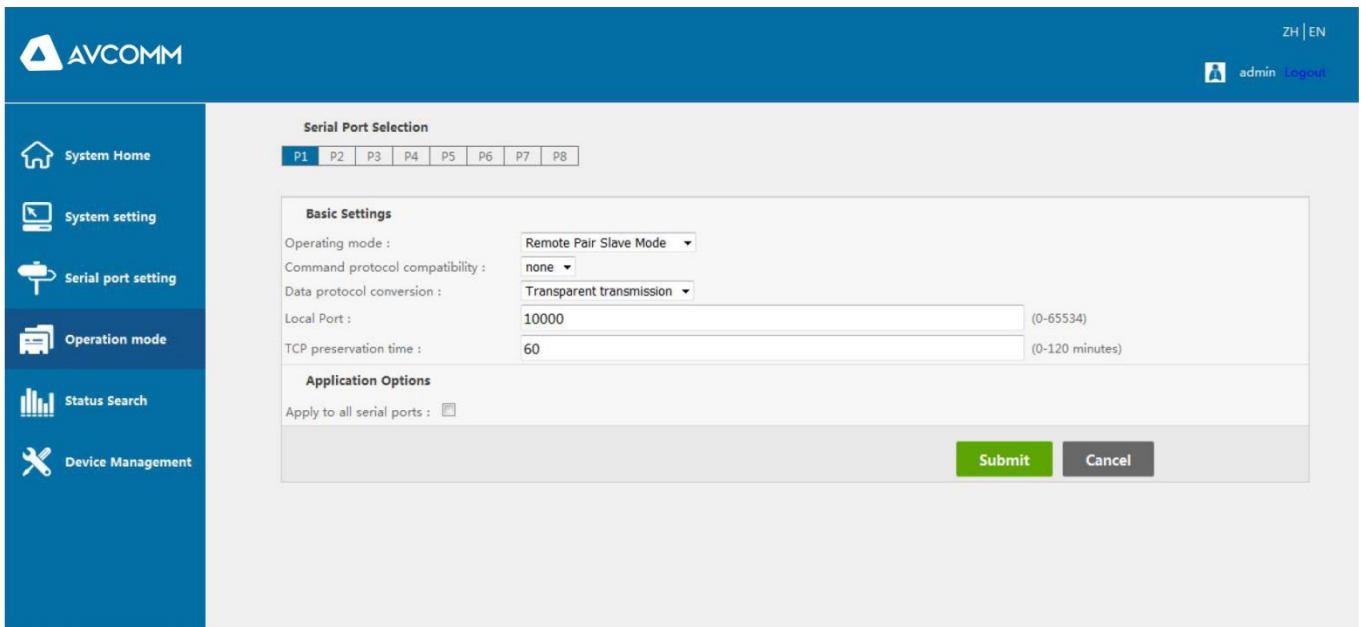 AVCOMM
ZH | EN
admin Logout
System Home
System setting
Serial port setting
Operation mode
Status Search
Device Management
Serial Port Selection
P1 P2 P3 P4 P5 P6 P7 P8
Basic Settings
Operating mode : Remote Pair Slave Mode
Command protocol compatibility : none
Data protocol conversion : Transparent transmission
Local Port : 10000 (0-65534)
TCP preservation time : 60 (0-120 minutes)
Application Options
Apply to all serial ports :
Submit Cancel